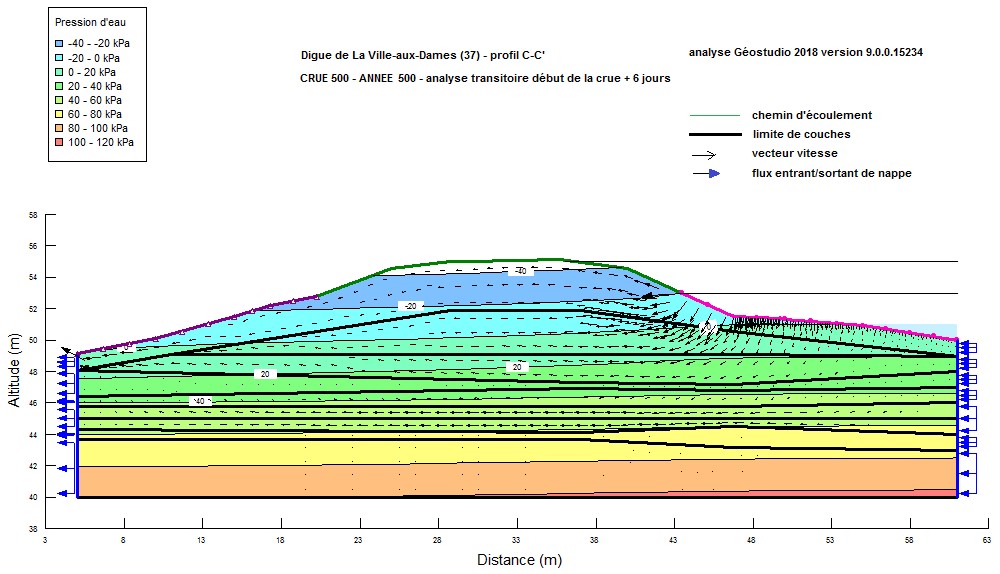 Pression d'eau
-40 - -20 kPa
-20 - 0 kPa
0 - 20 kPa
20 - 40 kPa
40 - 60 kPa
60 - 80 kPa
80 - 100 kPa
100 - 120 kPa
Digue de La Ville-aux-Dames (37) - profil C-C'
CRUE 500 - ANNEE 500 - analyse transitoire début de la crue + 6 jours
analyse Géostudio 2018 version 9.0.0.15234
chemin d'écoulement
limite de couches
vecteur vitesse
flux entrant/sortant de nappe
58
56
54
52
50
48
46
44
42
40
38
Altitude (m)
-40
-20
20
20
40
3
8
13
18
23
28
33
38
43
48
53
58
63
Distance (m)